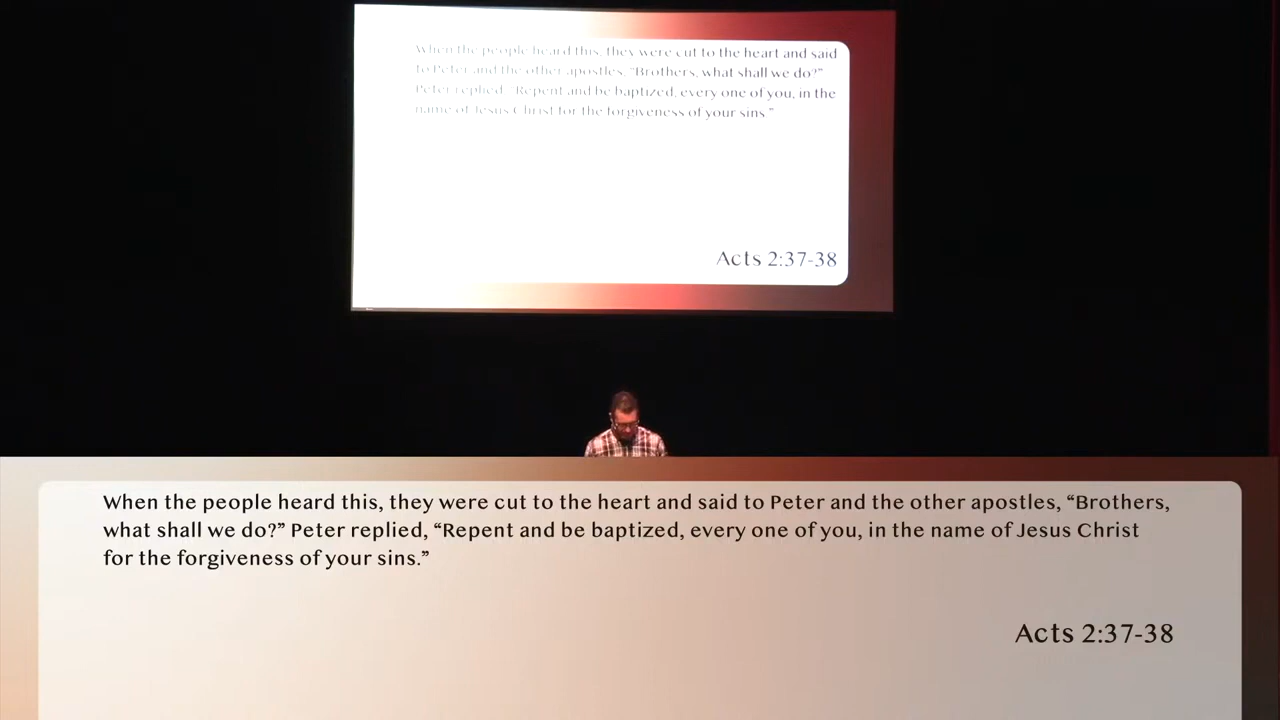 When the people heard this, they were cut to the heart and said
to Peter and the other apostles, "Brothers, what shall we do?"
Peter replied, "Repent and be baptized, every one of you, in the
name of Jesus Christ for the forgiveness of your sins."
Acts 2:37-38
When the people heard this, they were cut to the heart and said to Peter and the other apostles, “Brothers,
what shall we do?” Peter replied, “Repent and be baptized, every one of you, in the name of Jesus Christ
for the forgiveness of your sins.”
Acts 2:37-38